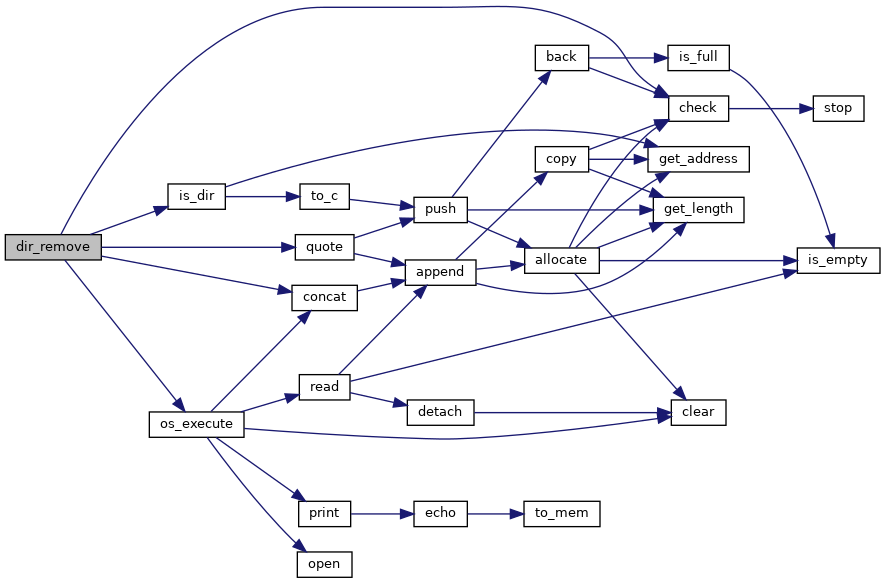 back
is_full
check
stop
copy
get_address
is_dir
to_c
push
get_length
dir_remove
quote
allocate
is_empty
append
concat
read
detach
clear
os_execute
print
echo
to_mem
open